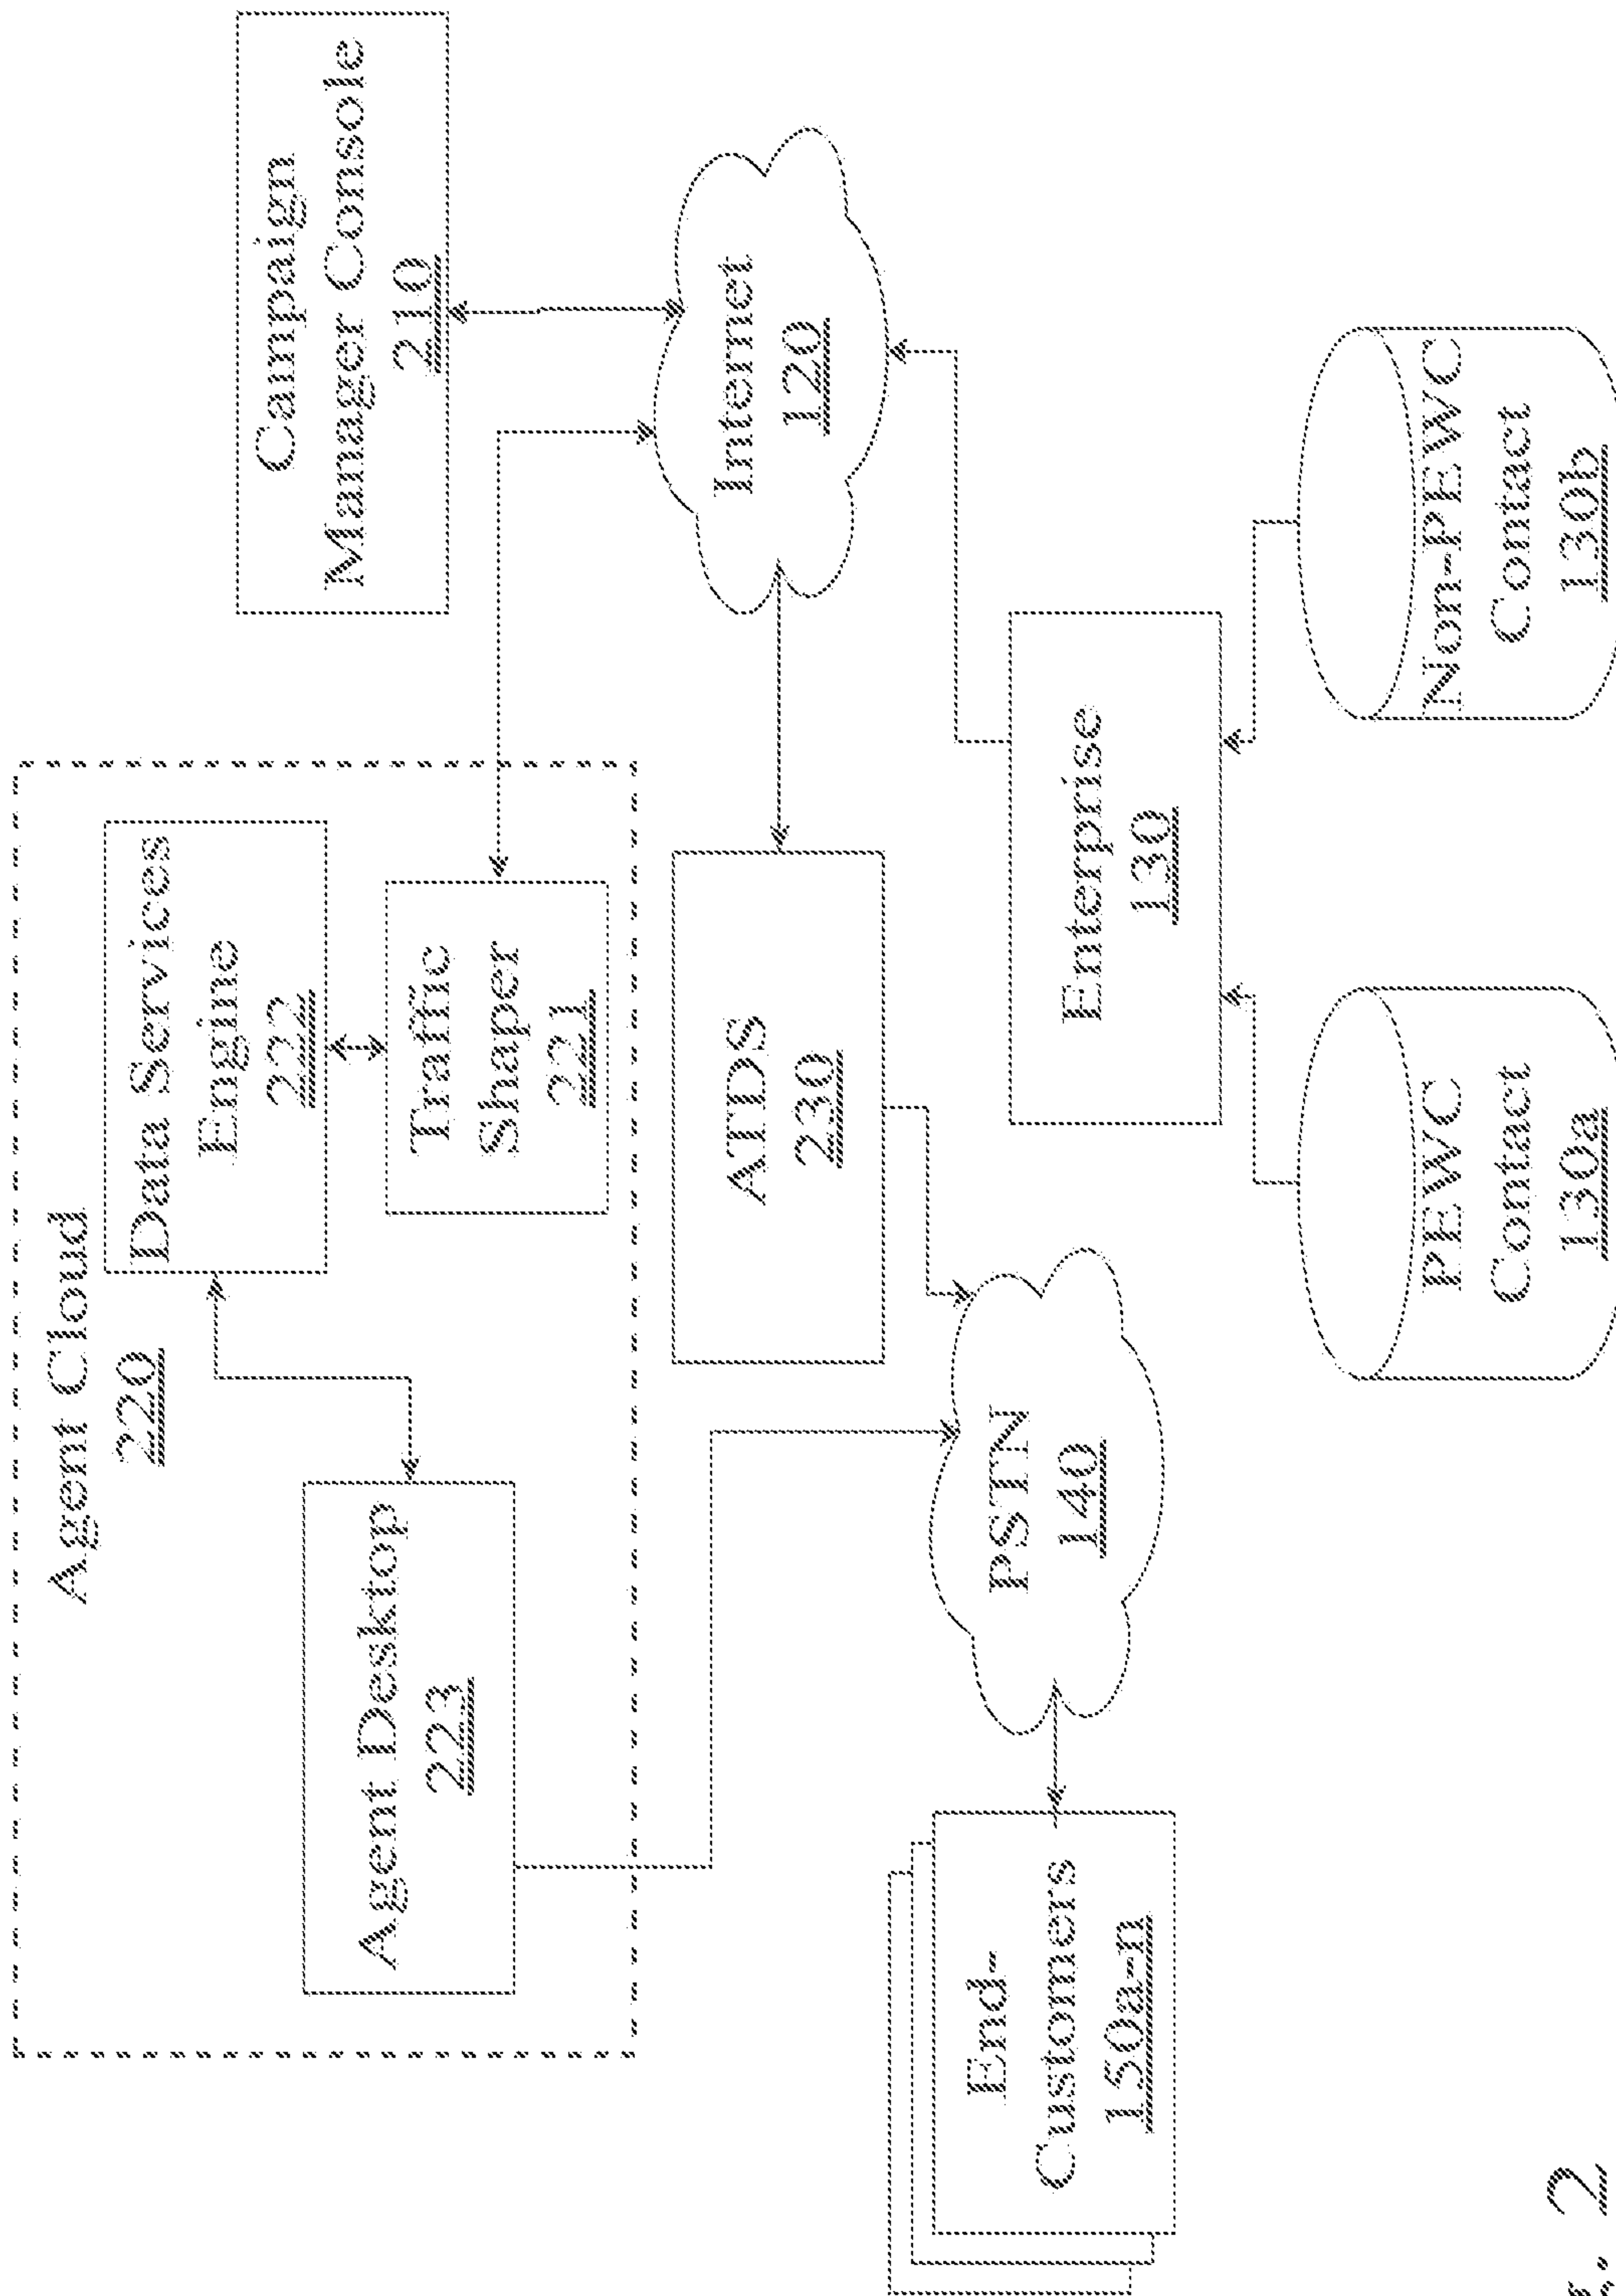 Agent Cloud
220
Agent Desktop
223
Data Services
Engine
222
Traffic
Shaper
221
Campaign
Manager Console
210
Internet
120
ATDS
230
PSTN
140
End-
Customers
150a-n
Enterprise
130
PEWC
Contact
130a
Non-PEWC
Contact
130b
2